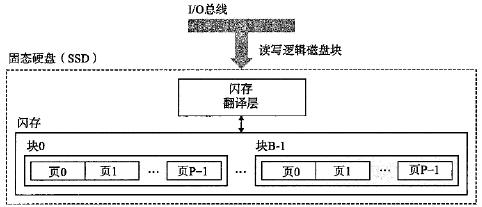 I/O总线
读写逻辑磁盘块
固态硬盘（SSD）
闪存
翻译层
闪存
块0
块B-1
页0 页1 … 页P-1 … 页0 页1 … 页P-1